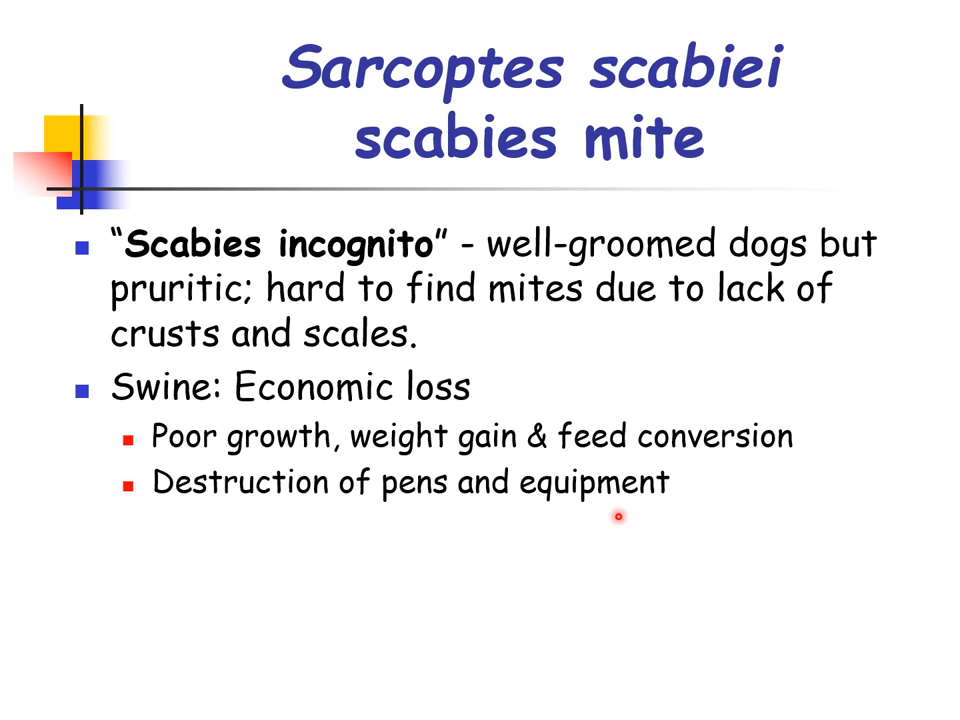 Sarcoptes scabiei
scabies mite
“Scabies incognito” - well-groomed dogs but
pruritic; hard to find mites due to lack of
crusts and scales.
Swine: Economic loss
Poor growth, weight gain & feed conversion
Destruction of pens and equipment